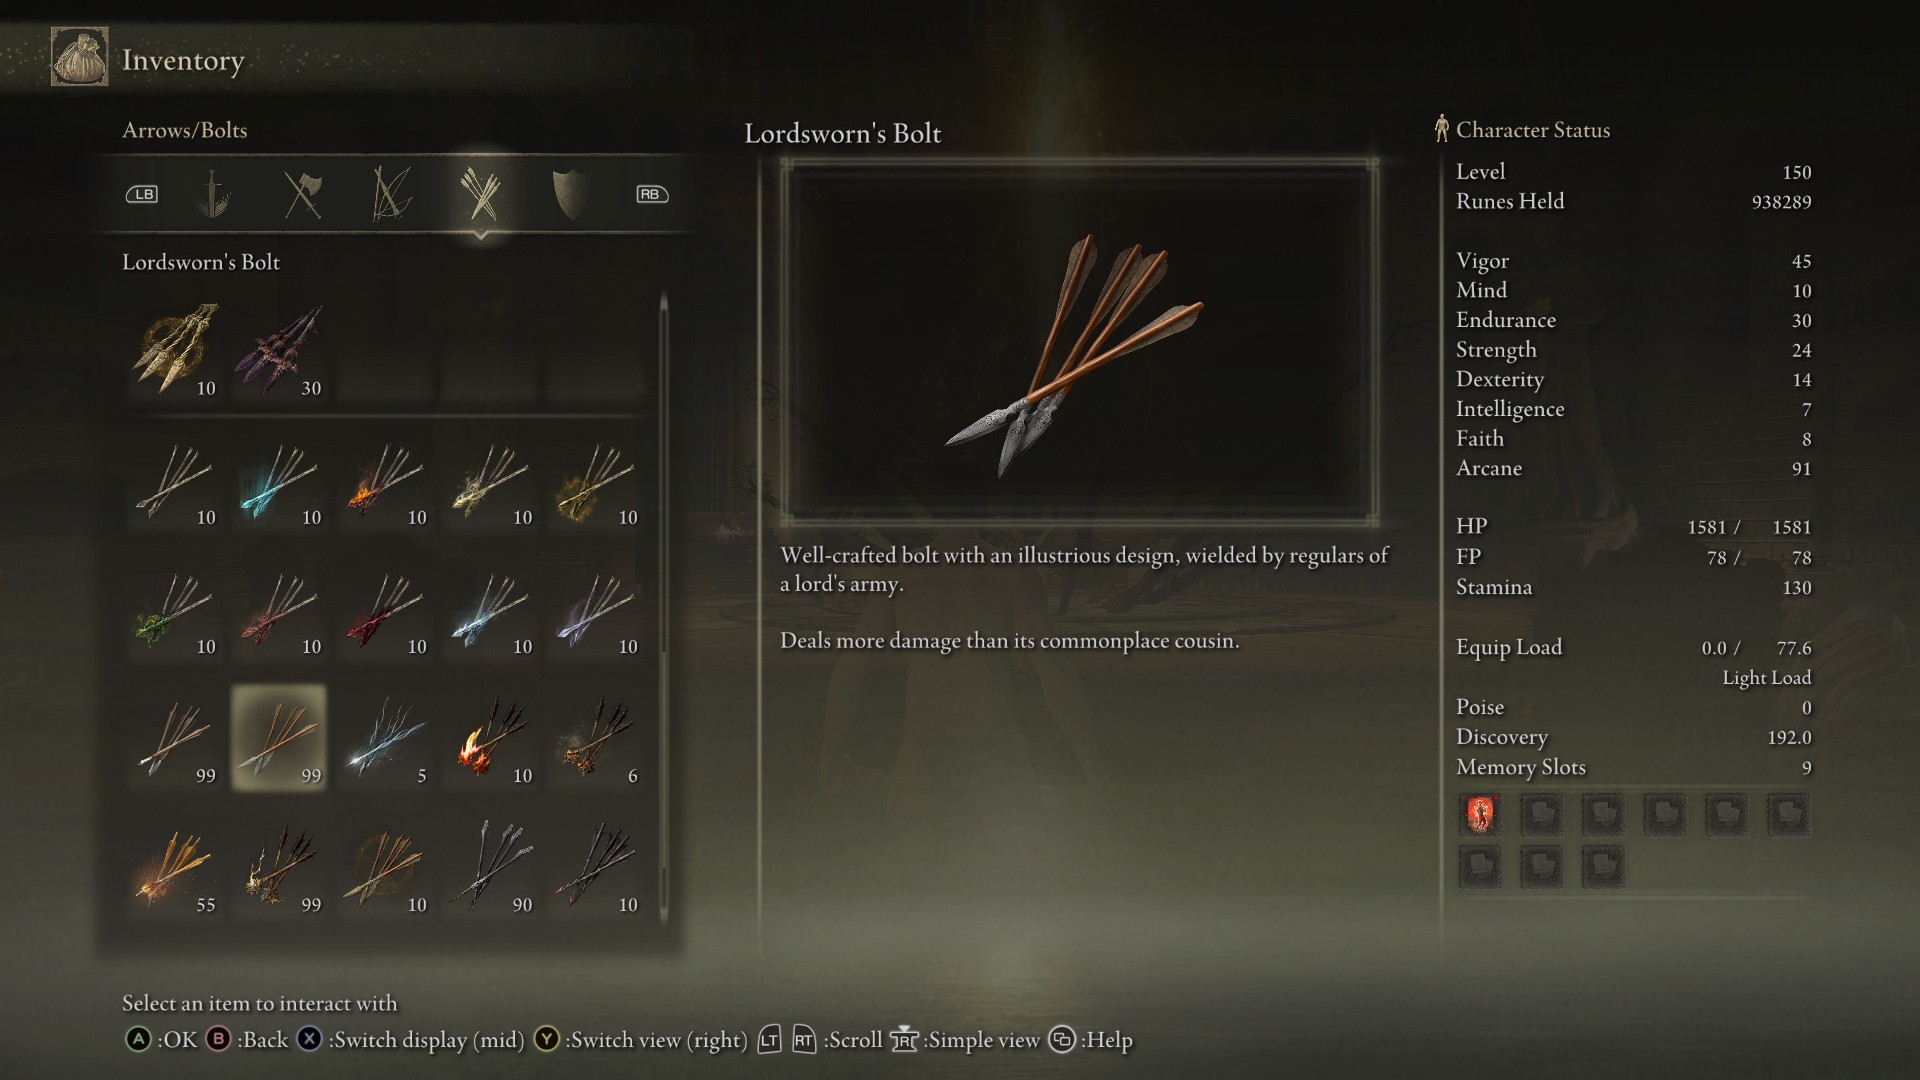 Inventory
Arrows/Bolts
LB
RB
Lordsworn's Bolt
10 30
10 10 10 10 10
10 10 10 10 10
99 99 5 10 6
55 99 10 90 10
Lordsworn's Bolt
Well-crafted bolt with an illustrious design, wielded by regulars of
a lord's army.
Deals more damage than its commonplace cousin.
Character Status
Level 150
Runes Held 938289
Vigor 45
Mind 10
Endurance 30
Strength 24
Dexterity 14
Intelligence 7
Faith 8
Arcane 91
HP 1581 / 1581
FP 78 / 78
Stamina 130
Equip Load 0.0 / 77.6
Light Load
Poise 0
Discovery 192.0
Memory Slots 9
Select an item to interact with
A :OK B :Back X :Switch display (mid) Y :Switch view (right) LT RT :Scroll R :Simple view :Help